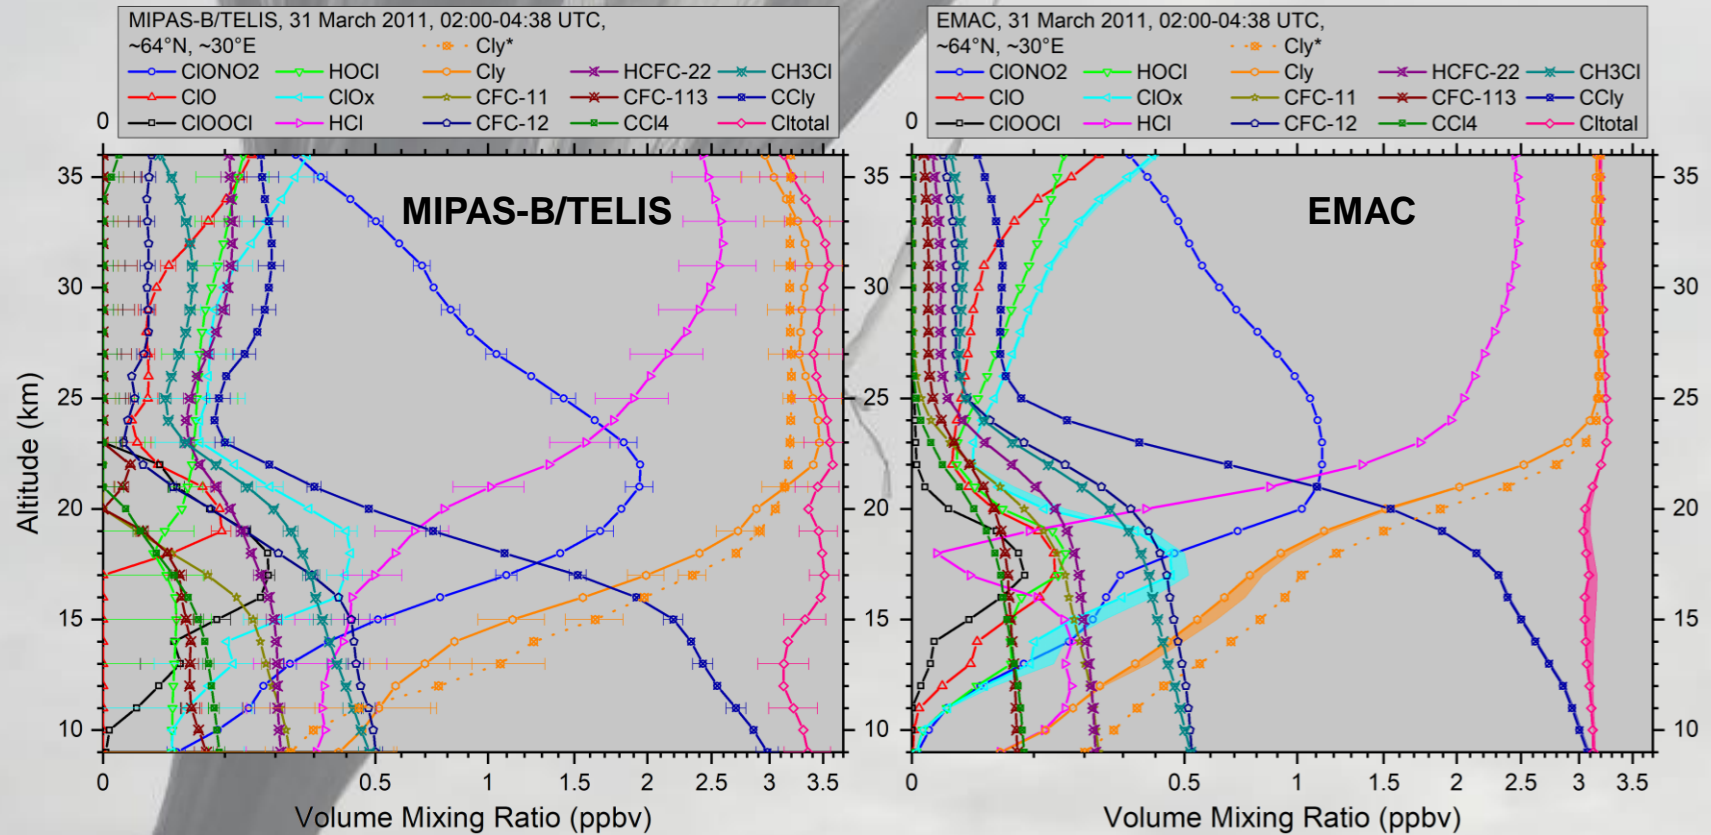 MIPAS-B/TELIS, 31 March 2011, 02:00-04:38 UTC,
~64°N, ~30°E Cly*
ClONO2 HOCl Cly HCFC-22 CH3Cl
ClO ClOx CFC-11 CFC-113 CCly
ClOOCl HCl CFC-12 CCl4 Cltotal
0
MIPAS-B/TELIS
35
30
25
20
15
10
Altitude (km)
0 0.5 1 1.5 2 2.5 3 3.5
Volume Mixing Ratio (ppbv)
EMAC, 31 March 2011, 02:00-04:38 UTC,
~64°N, ~30°E Cly*
ClONO2 HOCl Cly HCFC-22 CH3Cl
ClO ClOx CFC-11 CFC-113 CCly
ClOOCl HCl CFC-12 CCl4 Cltotal
0
EMAC
35
30
25
20
15
10
0 0.5 1 1.5 2 2.5 3 3.5
Volume Mixing Ratio (ppbv)